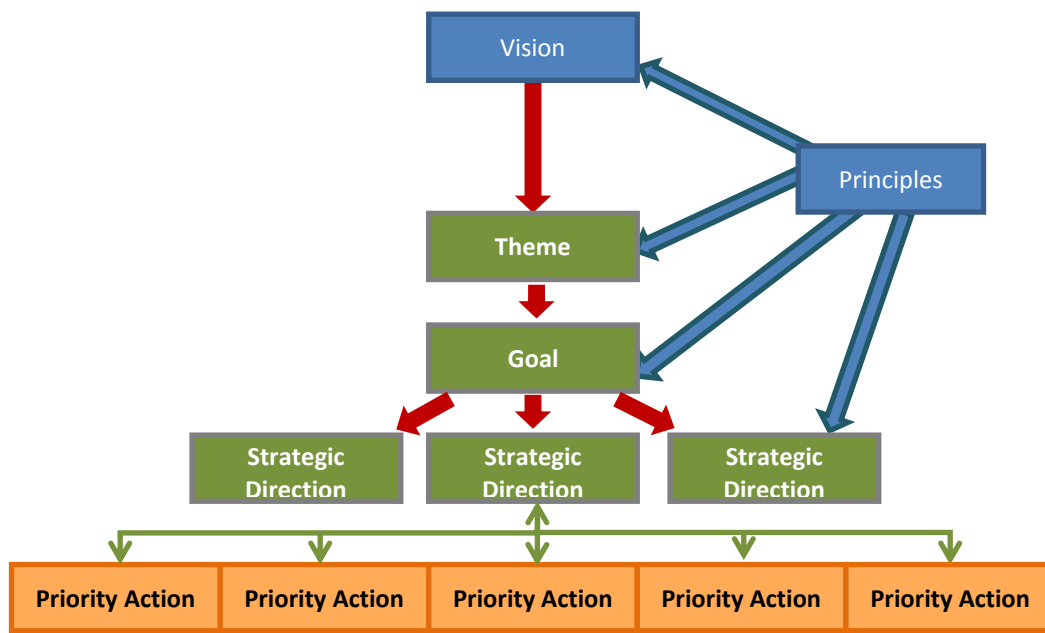 Vision
Principles
Theme
Goal
Strategic
Direction
Strategic
Direction
Strategic
Direction
Priority Action
Priority Action
Priority Action
Priority Action
Priority Action